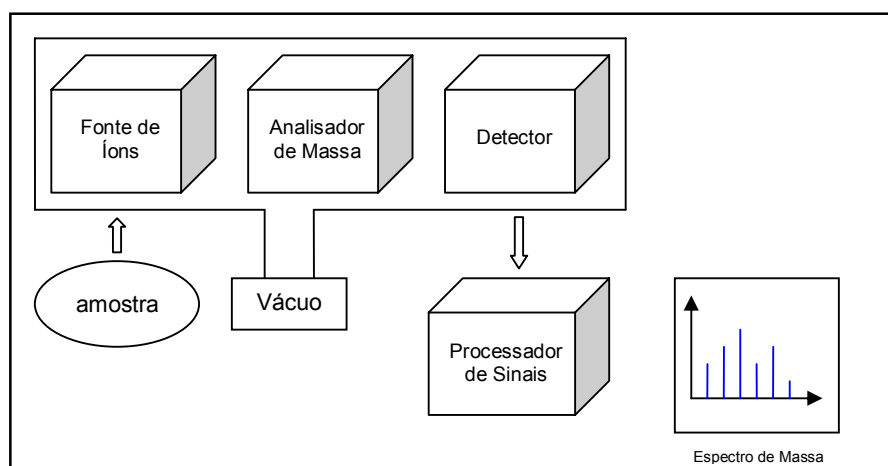 Fonte de
Íons
Analisador
de Massa
Detector
amostra
Vácuo
Processador
de Sinais
Espectro de Massa